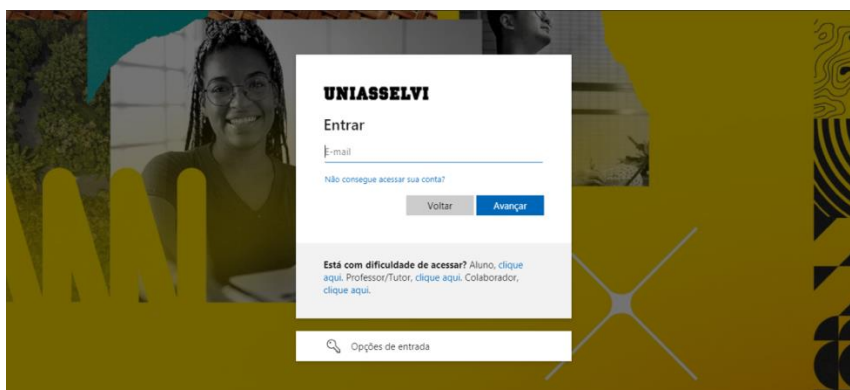 UNIASSELVI
Entrar
E-mail
Não consegue acessar sua conta?
Voltar Avançar
Está com dificuldade de acessar? Aluno, clique
aqui. Professor/Tutor, clique aqui. Colaborador,
clique aqui.
Opções de entrada